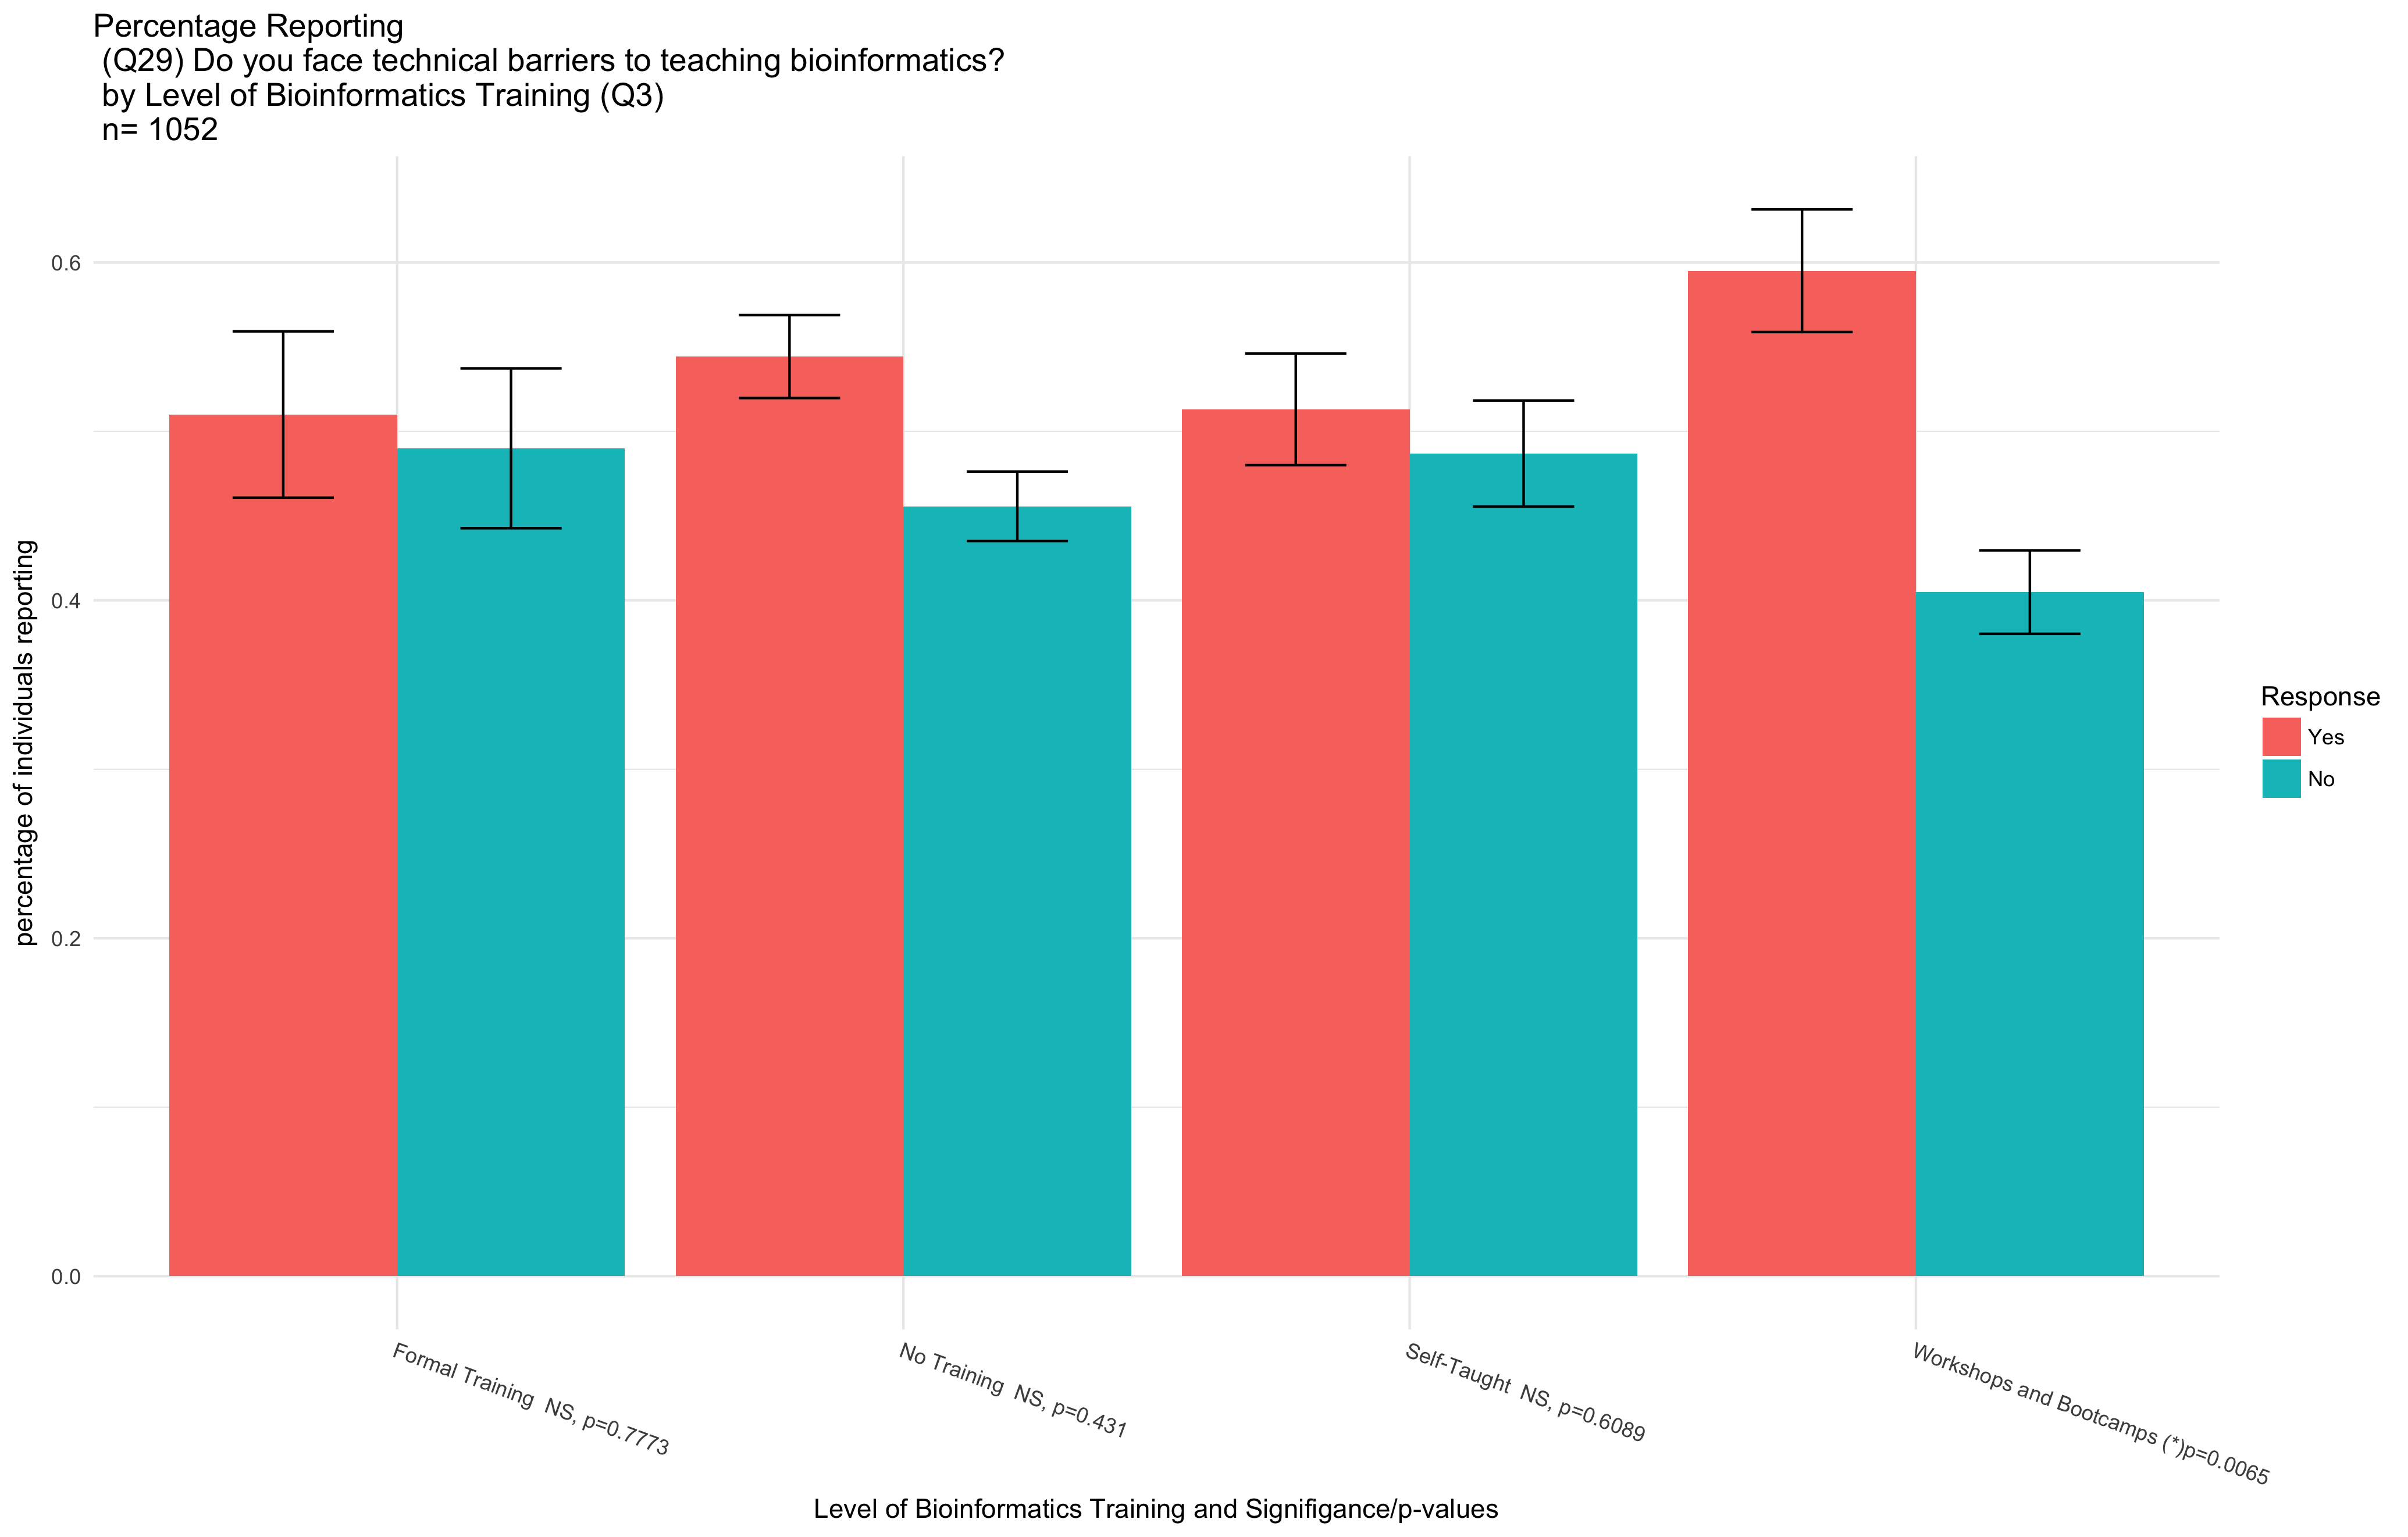 Percentage Reporting
(Q29) Do you face technical barriers to teaching bioinformatics?
by Level of Bioinformatics Training (Q3)
n= 1052
percentage of individuals reporting
0.6
0.4
0.2
0.0
Response
Yes
No
Formal Training  NS, p=0.7773
No Training  NS, p=0.431
Self-Taught  NS, p=0.6089
Workshops and Bootcamps (*)p=0.0065
Level of Bioinformatics Training and Signifigance/p-values